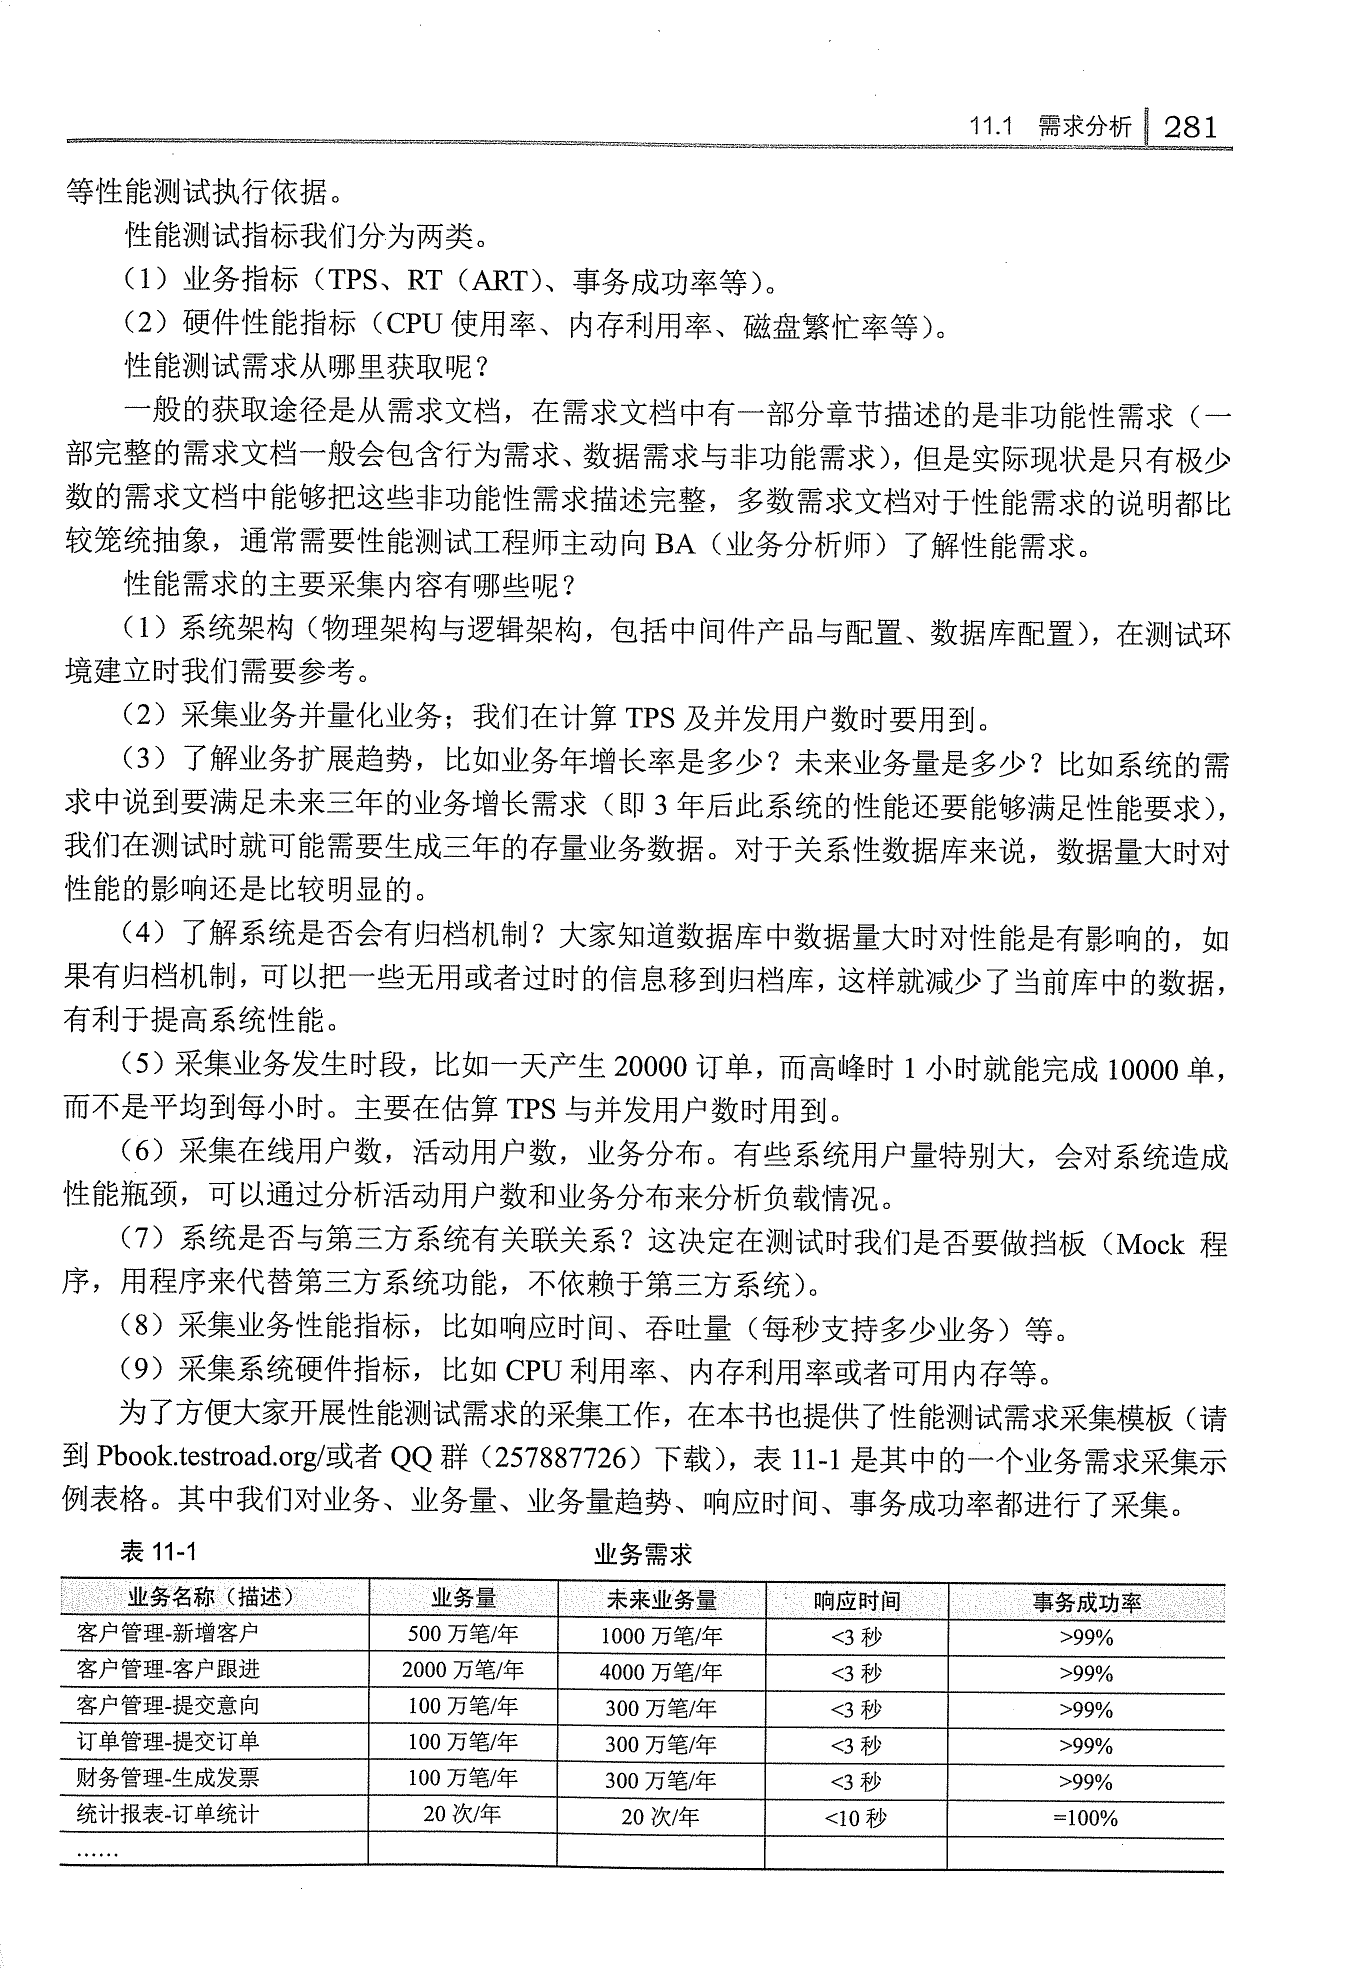 11.1 需求分析 281
等性能测试执行依据。
性能测试指标我们分为两类。
（1）业务指标（TPS、RT（ART）、事务成功率等）。
（2）硬件性能指标（CPU 使用率、内存利用率、磁盘繁忙率等）。
性能测试需求从哪里获取呢？
一般的获取途径是从需求文档，在需求文档中有一部分章节描述的是非功能性需求（一
部完整的需求文档一般会包含行为需求、数据需求与非功能需求），但是实际现状是只有极少
数的需求文档中能够把这些非功能性需求描述完整，多数需求文档对于性能需求的说明都比
较笼统抽象，通常需要性能测试工程师主动向 BA（业务分析师）了解性能需求。
性能需求的主要采集内容有哪些呢？
（1）系统架构（物理架构与逻辑架构，包括中间件产品与配置、数据库配置），在测试环
境建立时我们需要参考。
（2）采集业务并量化业务；我们在计算 TPS 及并发用户数时要用到。
（3）了解业务扩展趋势，比如业务年增长率是多少？未来业务量是多少？比如系统的需
求中说到要满足未来三年的业务增长需求（即 3 年后此系统的性能还要能够满足性能要求），
我们在测试时就可能需要生成三年的存量业务数据。对于关系性数据库来说，数据量大时对
性能的影响还是比较明显的。
（4）了解系统是否会有归档机制？大家知道数据库中数据量大时对性能是有影响的，如
果有归档机制，可以把一些无用或者过时的信息移到归档库，这样就减少了当前库中的数据，
有利于提高系统性能。
（5）采集业务发生时段，比如一天产生 20000 订单，而高峰时 1 小时就能完成 10000 单，
而不是平均到每小时。主要在估算 TPS 与并发用户数时用到。
（6）采集在线用户数，活动用户数，业务分布。有些系统用户量特别大，会对系统造成
性能瓶颈，可以通过分析活动用户数和业务分布来分析负载情况。
（7）系统是否与第三方系统有关联关系？这决定在测试时我们是否要做挡板（Mock 程
序，用程序来代替第三方系统功能，不依赖于第三方系统）。
（8）采集业务性能指标，比如响应时间、吞吐量（每秒支持多少业务）等。
（9）采集系统硬件指标，比如 CPU 利用率、内存利用率或者可用内存等。
为了方便大家开展性能测试需求的采集工作，在本书也提供了性能测试需求采集模板（请
到 Pbook.testroad.org/或者 QQ 群（257887726）下载），表 11-1 是其中的一个业务需求采集示
例表格。其中我们对业务、业务量、业务量趋势、响应时间、事务成功率都进行了采集。
表 11-1 业务需求
业务名称（描述） 业务量 未来业务量 响应时间 事务成功率
客户管理-新增客户 500 万笔/年 1000 万笔/年 <3 秒 >99%
客户管理-客户跟进 2000 万笔/年 4000 万笔/年 <3 秒 >99%
客户管理-提交意向 100 万笔/年 300 万笔/年 <3 秒 >99%
订单管理-提交订单 100 万笔/年 300 万笔/年 <3 秒 >99%
财务管理-生成发票 100 万笔/年 300 万笔/年 <3 秒 >99%
统计报表-订单统计 20 次/年 20 次/年 <10 秒 =100%
……